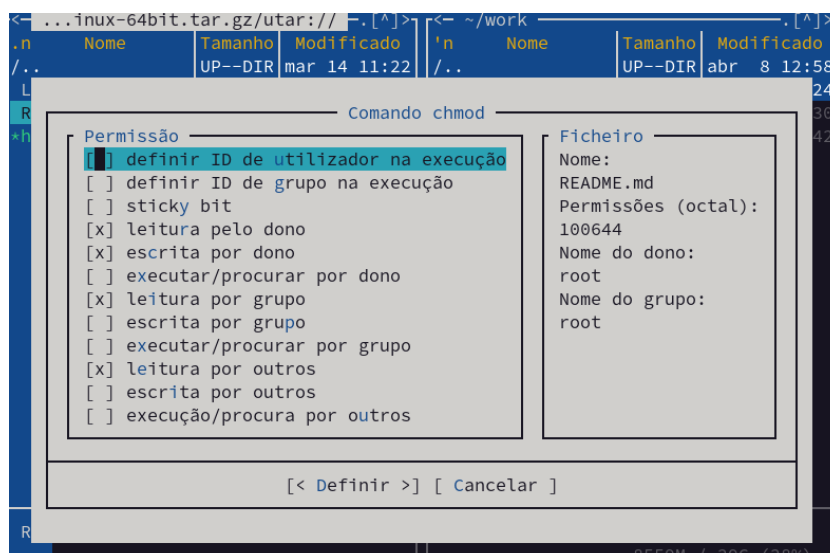 ...inux-64bit.tar.gz/utar:// .[^]> <- ~/work .[^]>
.n Nome Tamanho Modificado 'n Nome Tamanho Modificado
/.. UP--DIR mar 14 11:22 /.. UP--DIR abr 8 12:58
L 24
Comando chmod
R 30
*h 42
Permissão
[ ] definir ID de utilizador na execução
[ ] definir ID de grupo na execução
[ ] sticky bit
[x] leitura pelo dono
[x] escrita por dono
[ ] executar/procurar por dono
[x] leitura por grupo
[ ] escrita por grupo
[ ] executar/procurar por grupo
[x] leitura por outros
[ ] escrita por outros
[ ] execução/procura por outros
Ficheiro
Nome:
README.md
Permissões (octal):
100644
Nome do dono:
root
Nome do grupo:
root
[< Definir >] [ Cancelar ]
R